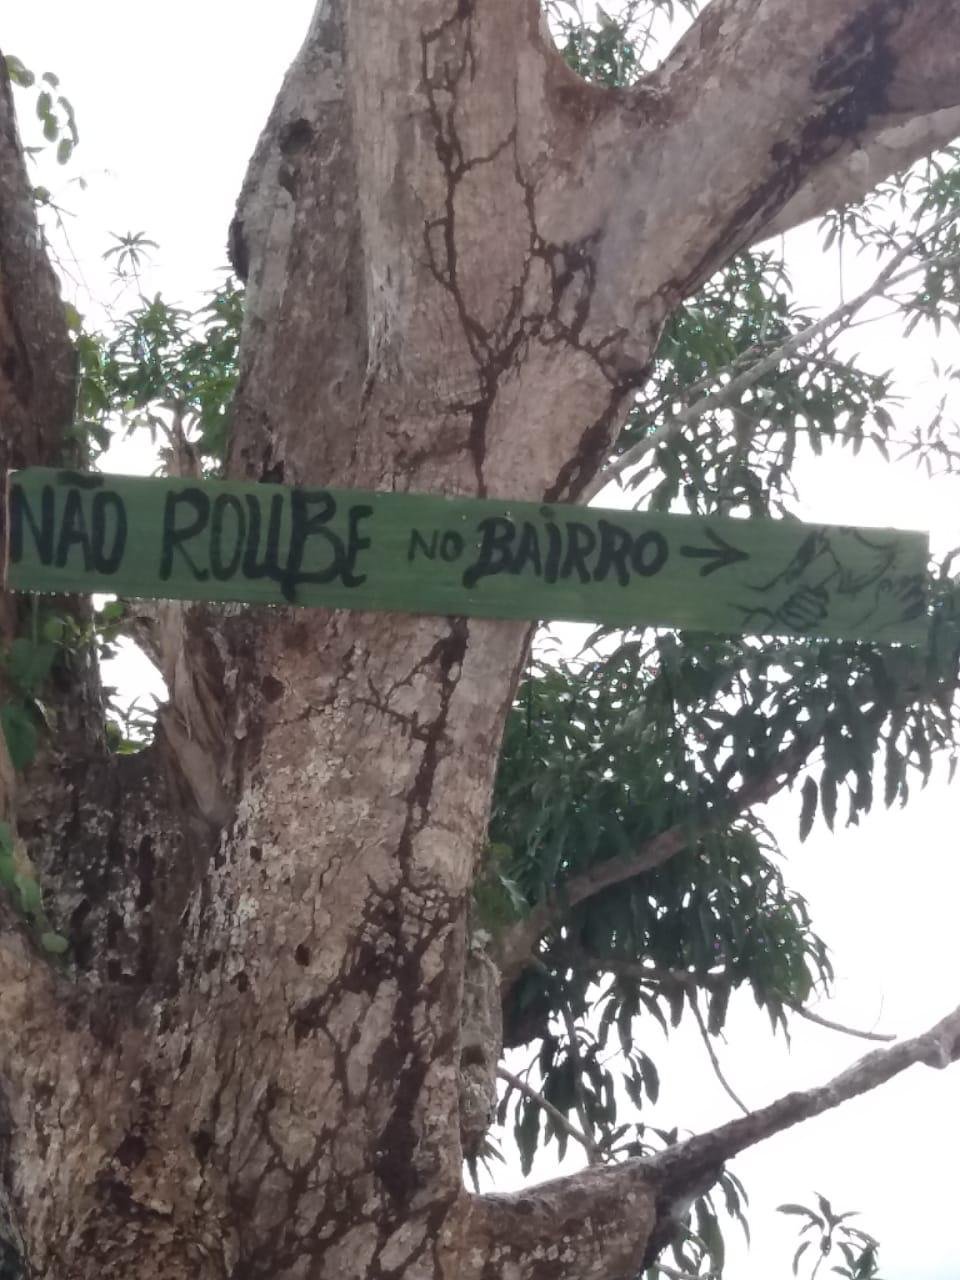 NÃO ROUBE NO BAiRRO →